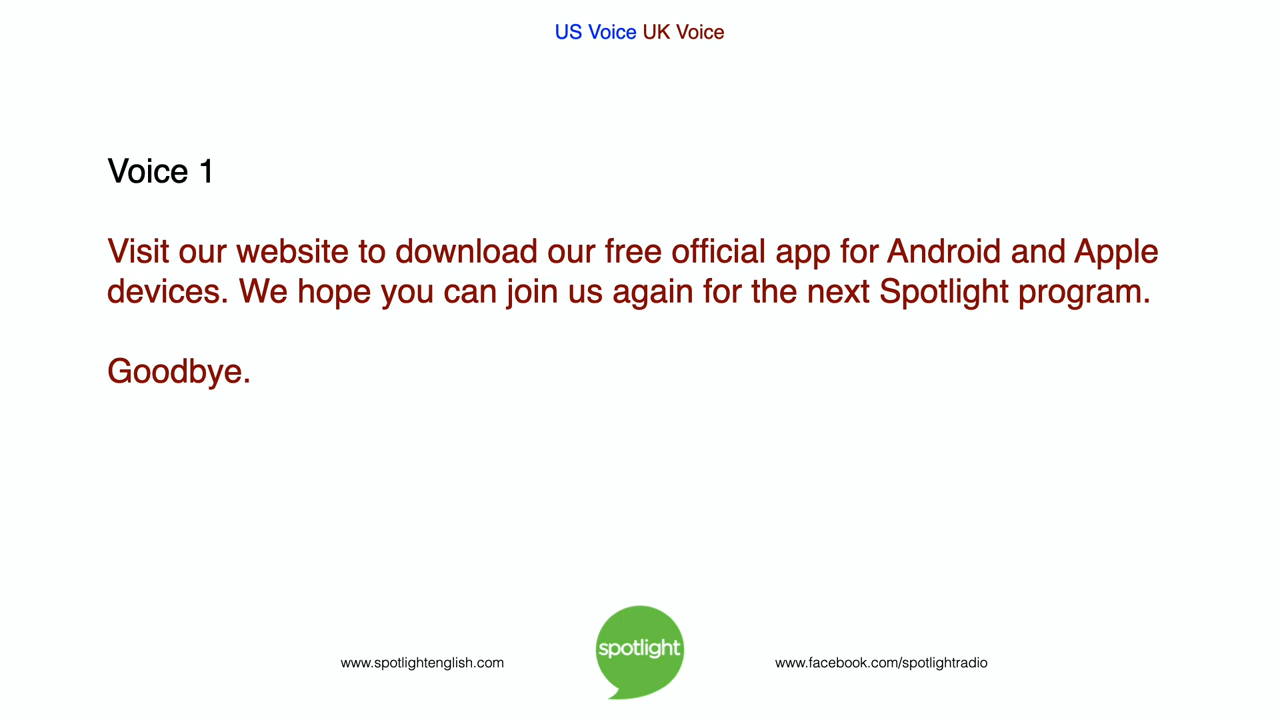 US Voice UK Voice
Voice 1
Visit our website to download our free official app for Android and Apple
devices. We hope you can join us again for the next Spotlight program.
Goodbye.
www.spotlightenglish.com
spotlight
www.facebook.com/spotlightradio